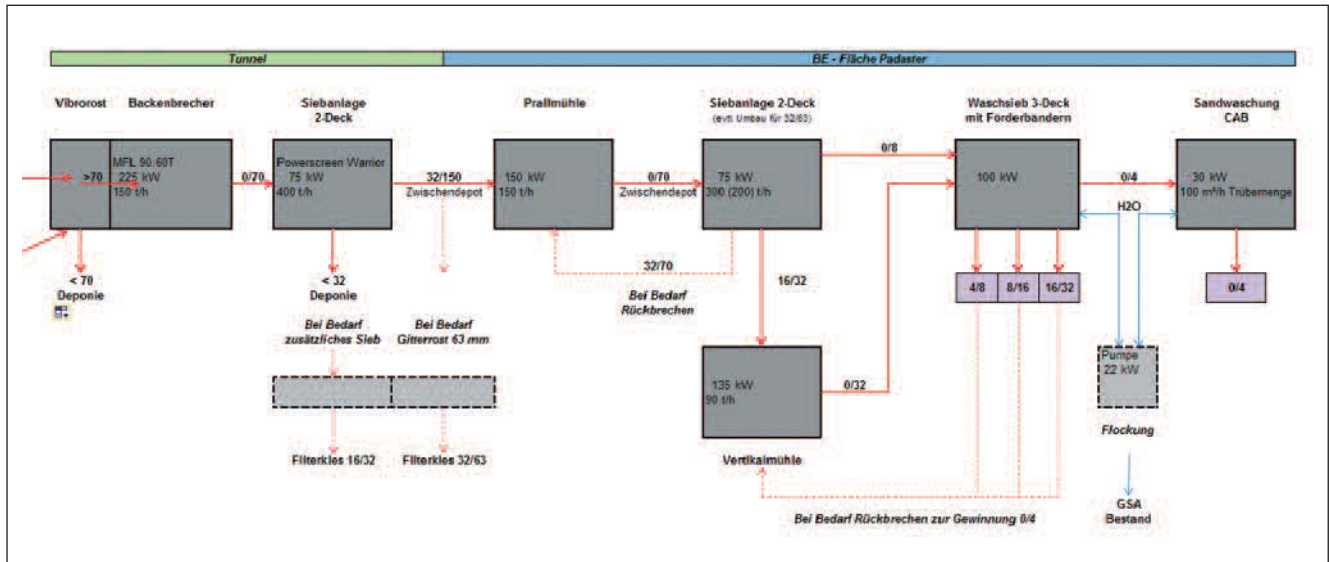 Tunnel
BE - Fläche Padaster
Vibrorost
Backenbrecher
Siebanlage
2-Deck
Prallmühle
Siebanlage 2-Deck
(evtl. Umbau für 32/63)
Waschsieb 3-Deck
mit Förderbändern
Sandwaschung
CAB
>70
MFL 90.60T
225 kW
150 t/h
0/70
Powerscreen Warrior
75 kW
400 t/h
32/150
Zwischendepot
150 kW
150 t/h
0/70
Zwischendepot
75 kW
300 (200) t/h
0/8
100 kW
0/4
H2O
30 kW
100 m³/h Trübemenge
< 70
Deponie
< 32
Deponie
32/70
Bei Bedarf
Rückbrechen
16/32
4/8
8/16
16/32
0/4
Bei Bedarf
zusätzliches Sieb
Bei Bedarf
Gitterrost 63 mm
135 kW
90 t/h
0/32
Vertikalmühle
Pumpe
22 kW
Flockung
Filterkies 16/32
Filterkies 32/63
Bei Bedarf Rückbrechen zur Gewinnung 0/4
GSA
Bestand